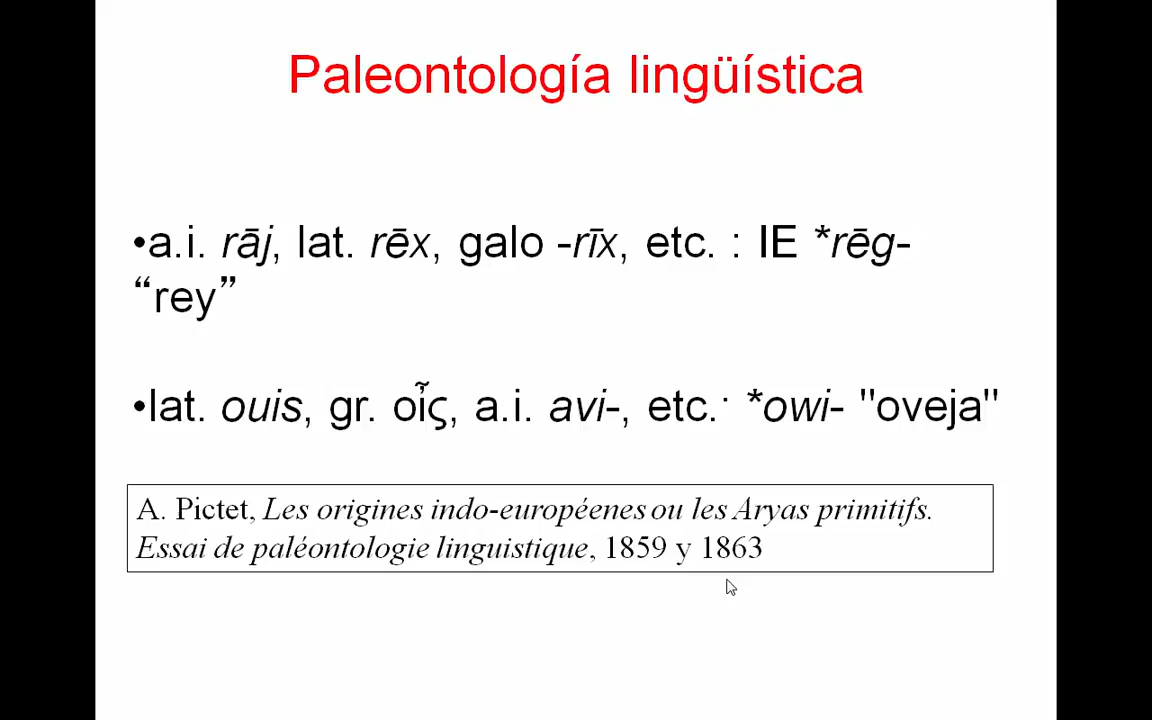 Paleontología lingüística
•a.i. rāj, lat. rēx, galo -rīx, etc. : IE *rēg-
“rey”
•lat. ouis, gr. οἶς, a.i. avi-, etc.· *owi- "oveja"
A. Pictet, Les origines indo-européenes ou les Aryas primitifs.
Essai de paléontologie linguistique, 1859 y 1863